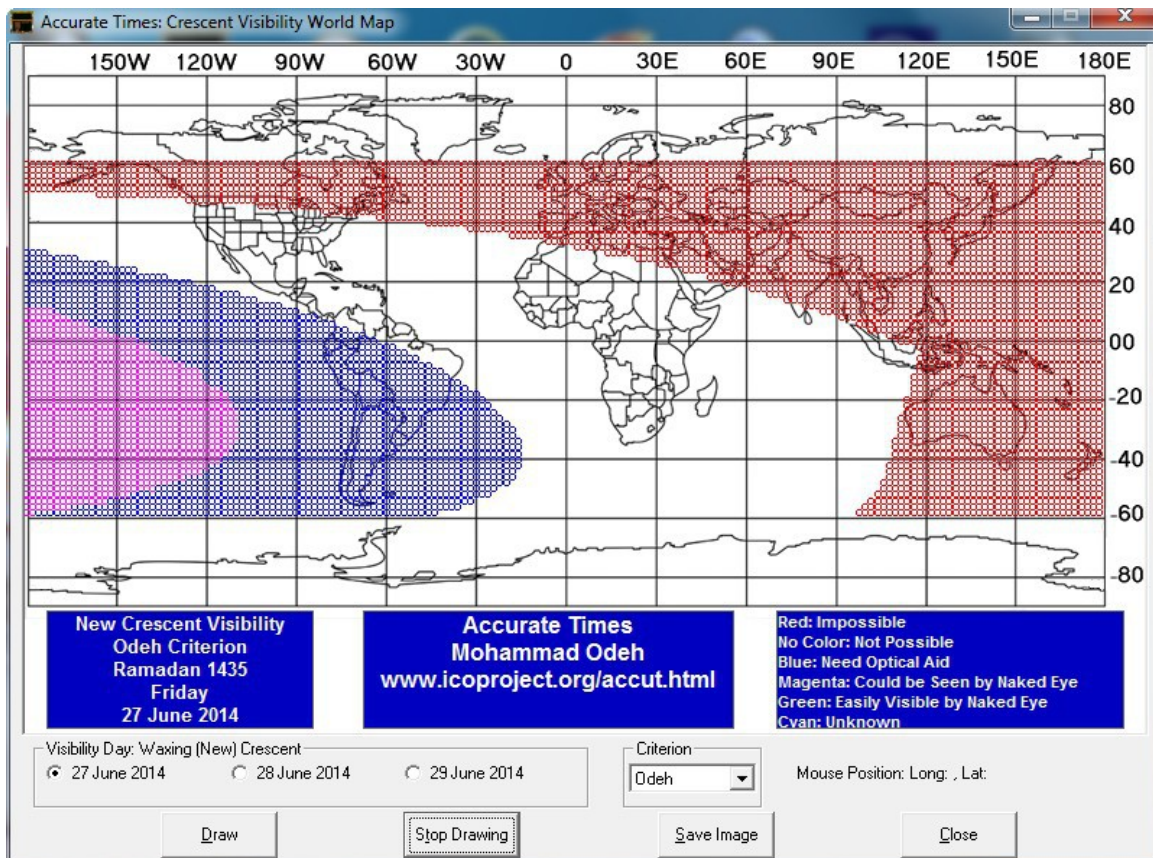 Accurate Times: Crescent Visibility World Map
150W 120W 90W 60W 30W 0 30E 60E 90E 120E 150E 180E
80
60
40
20
00
-20
-40
-60
-80
New Crescent Visibility
Odeh Criterion
Ramadan 1435
Friday
27 June 2014
Accurate Times
Mohammad Odeh
www.icoproject.org/accut.html
Red: Impossible
No Color: Not Possible
Blue: Need Optical Aid
Magenta: Could be Seen by Naked Eye
Green: Easily Visible by Naked Eye
Cyan: Unknown
Visibility Day: Waxing (New) Crescent
27 June 2014 28 June 2014 29 June 2014
Criterion
Odeh
Mouse Position: Long: , Lat:
Draw Stop Drawing Save Image Close